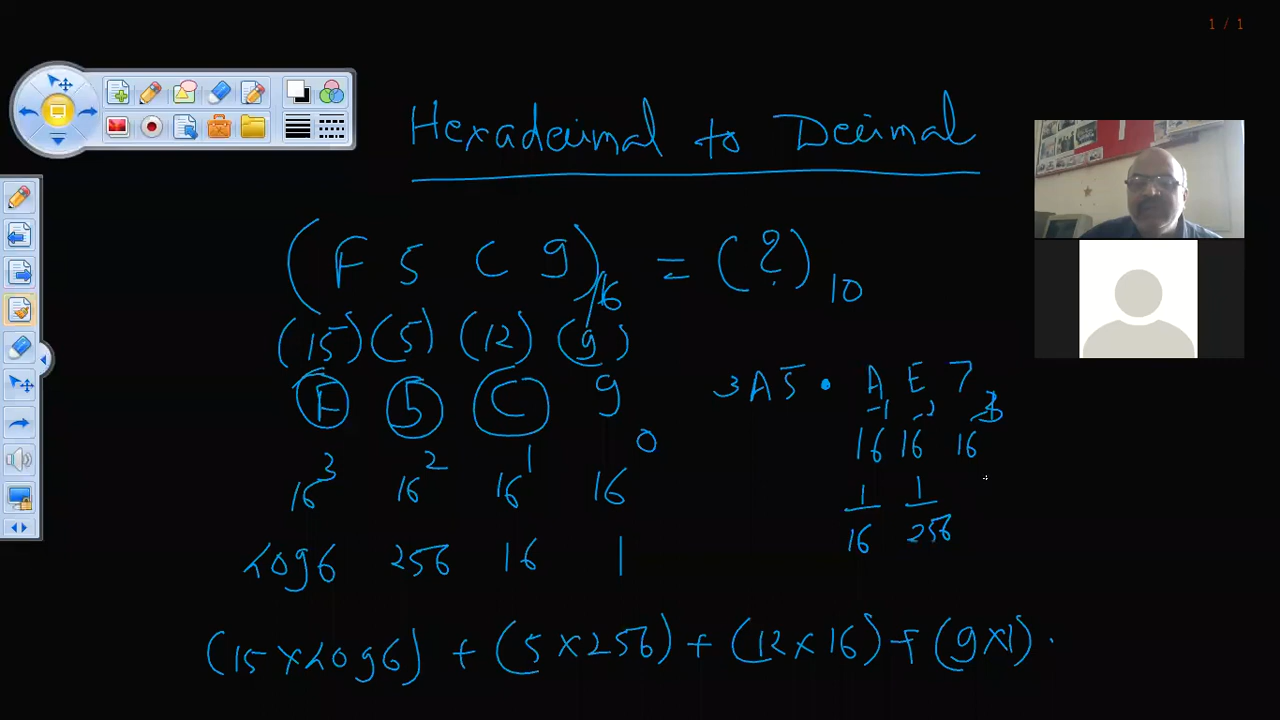 1 / 1
Hexadecimal to Decimal
( F 5 C 9 )16 = ( ? )10
(15) (5) (12) (9)
F 5 C 9
16^3 16^2 16^1 16^0
4096 256 16 1
3 A 5 . A E 7
16^-1 16^-2 16^-3
1/16 1/256
(15 × 4096) + (5 × 256) + (12 × 16) + (9 × 1) .